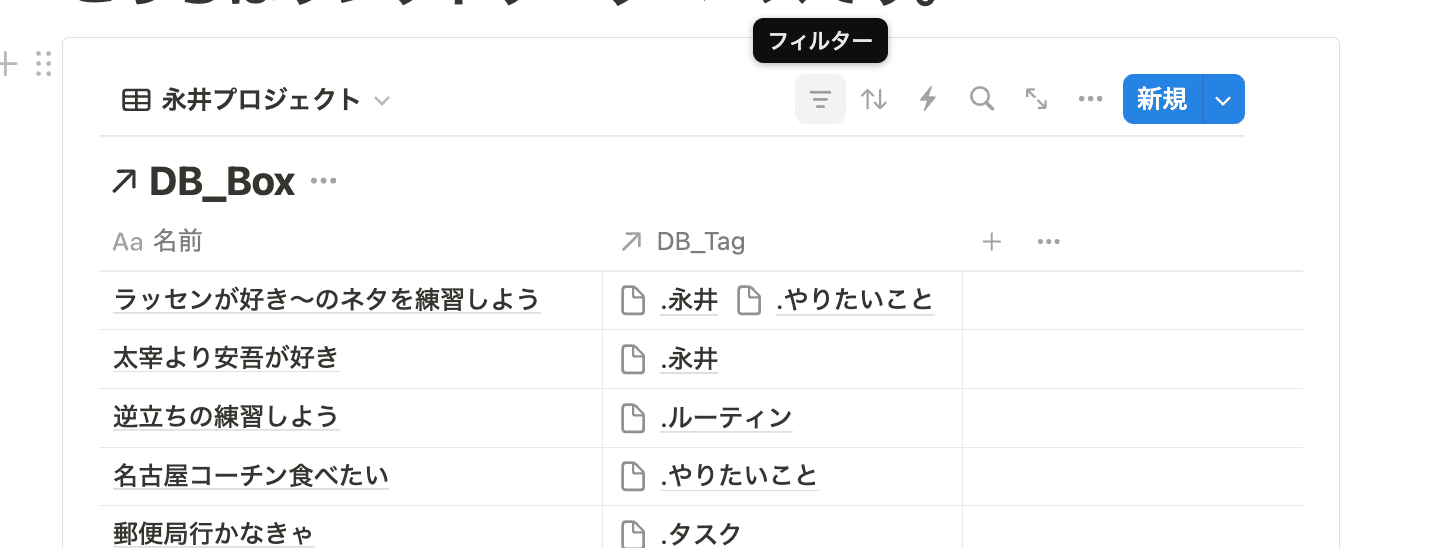 フィルター
永井プロジェクト 新規
DB_Box
Aa 名前 DB_Tag
ラッセンが好き〜のネタを練習しよう .永井 .やりたいこと
太宰より安吾が好き .永井
逆立ちの練習しよう .ルーティン
名古屋コーチン食べたい .やりたいこと
郵便局行かなきゃ .タスク